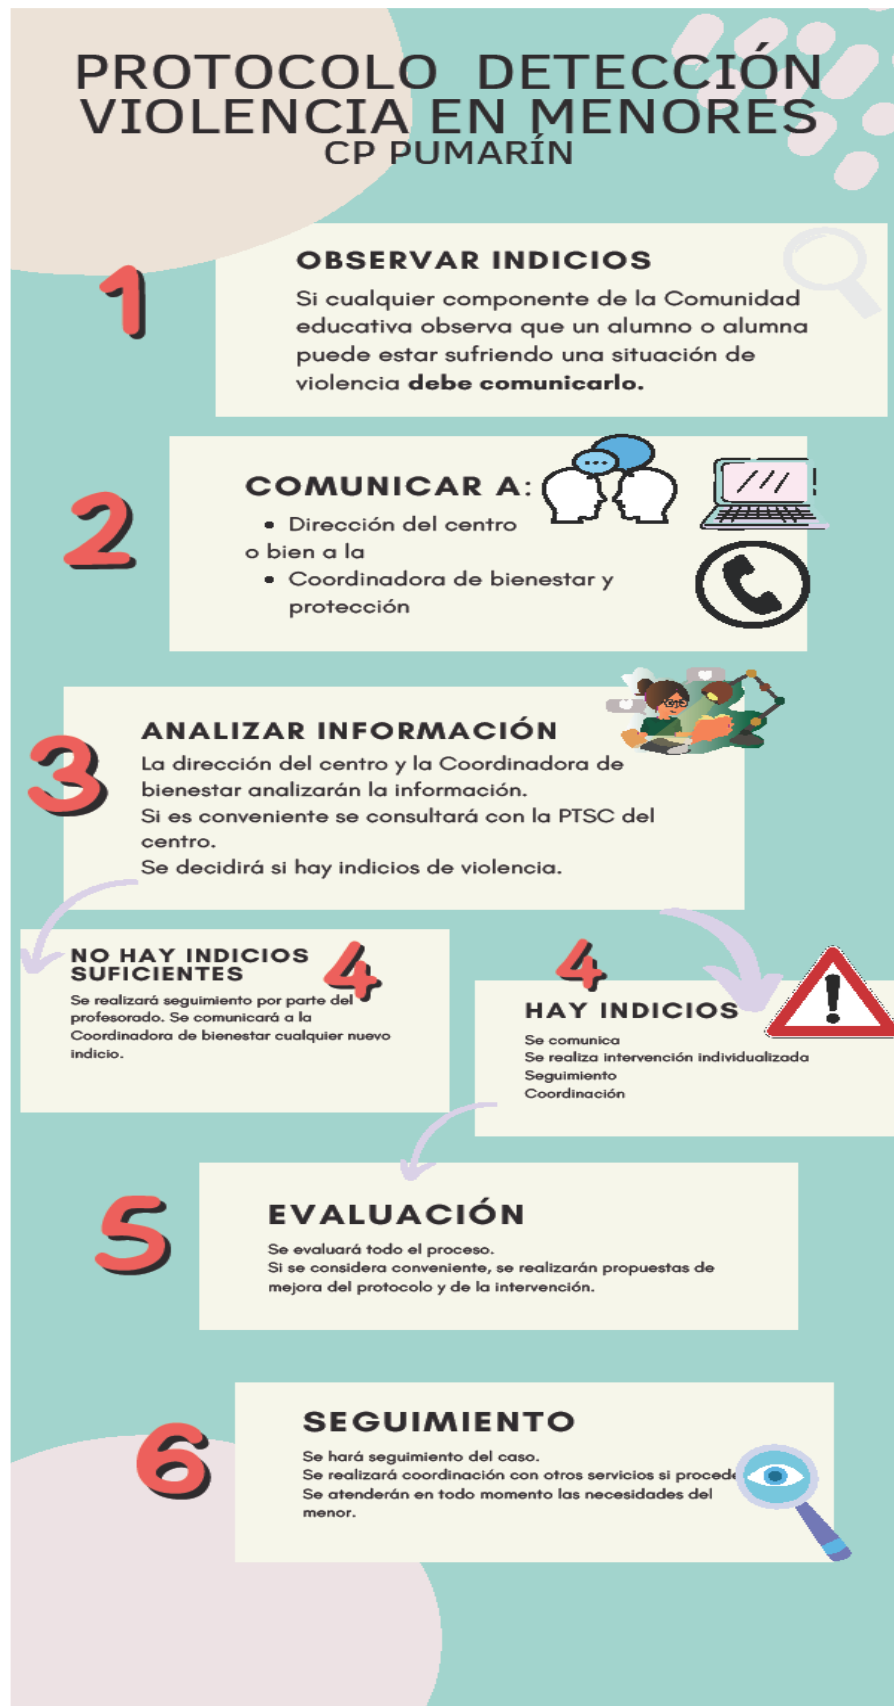 PROTOCOLO DETECCIÓN
VIOLENCIA EN MENORES
CP PUMARÍN
1
OBSERVAR INDICIOS
Si cualquier componente de la Comunidad
educativa observa que un alumno o alumna
puede estar sufriendo una situación de
violencia debe comunicarlo.
2
COMUNICAR A:
• Dirección del centro
o bien a la
• Coordinadora de bienestar y
protección
3
ANALIZAR INFORMACIÓN
La dirección del centro y la Coordinadora de
bienestar analizarán la información.
Si es conveniente se consultará con la PTSC del
centro.
Se decidirá si hay indicios de violencia.
4
NO HAY INDICIOS
SUFICIENTES
Se realizará seguimiento por parte del
profesorado. Se comunicará a la
Coordinadora de bienestar cualquier nuevo
indicio.
4
HAY INDICIOS
Se comunica
Se realiza intervención individualizada
Seguimiento
Coordinación
5
EVALUACIÓN
Se evaluará todo el proceso.
Si se considera conveniente, se realizarán propuestas de
mejora del protocolo y de la intervención.
6
SEGUIMIENTO
Se hará seguimiento del caso.
Se realizará coordinación con otros servicios si procede
Se atenderán en todo momento las necesidades del
menor.